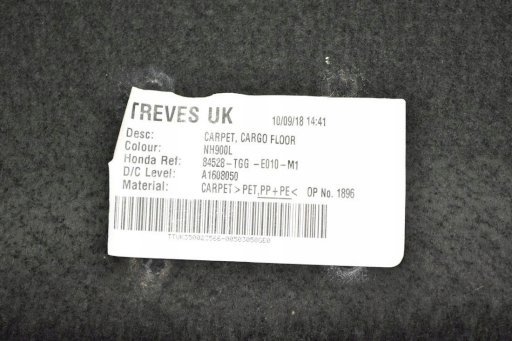 TREVES UK 10/09/18 14:41
Desc: CARPET, CARGO FLOOR
Colour: NH900L
Honda Ref: 84528-TGG -E010-M1
D/C Level: A1608050
Material: CARPET>PET,PP+PE< OP No. 1896